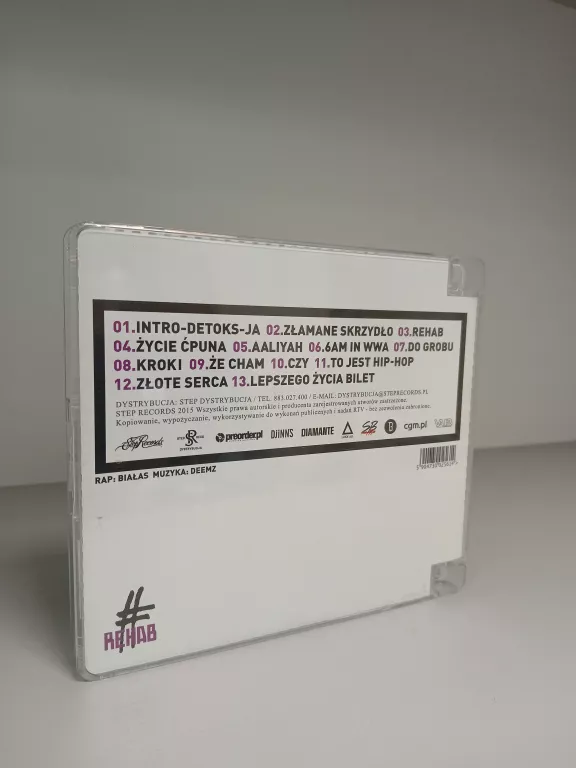 01.INTRO-DETOKS-JA 02.ZŁAMANE SKRZYDŁO 03.REHAB
04.ŻYCIE ĆPUNA 05.AALIYAH 06.6AM IN WWA 07.DO GROBU
08.KROKI 09.ŻE CHAM 10.CZY 11.TO JEST HIP-HOP
12.ZŁOTE SERCA 13.LEPSZEGO ŻYCIA BILET
DYSTRYBUCJA: STEP DYSTRYBUCJA / TEL. 883.027.400 / E-MAIL: DYSTRYBUCJA@STEPRECORDS.PL
STEP RECORDS 2015 Wszystkie prawa autorskie i producenta zarejestrowanych utworów zastrzeżone.
Kopiowanie, wypożyczanie, wykorzystywanie do wykonań publicznych i nadań RTV - bez zezwolenia zabronione.
Step Records preorder.pl DJINNS DIAMANTE SB cgm.pl
RAP: BIAŁAS MUZYKA: DEEMZ
#
REHAB